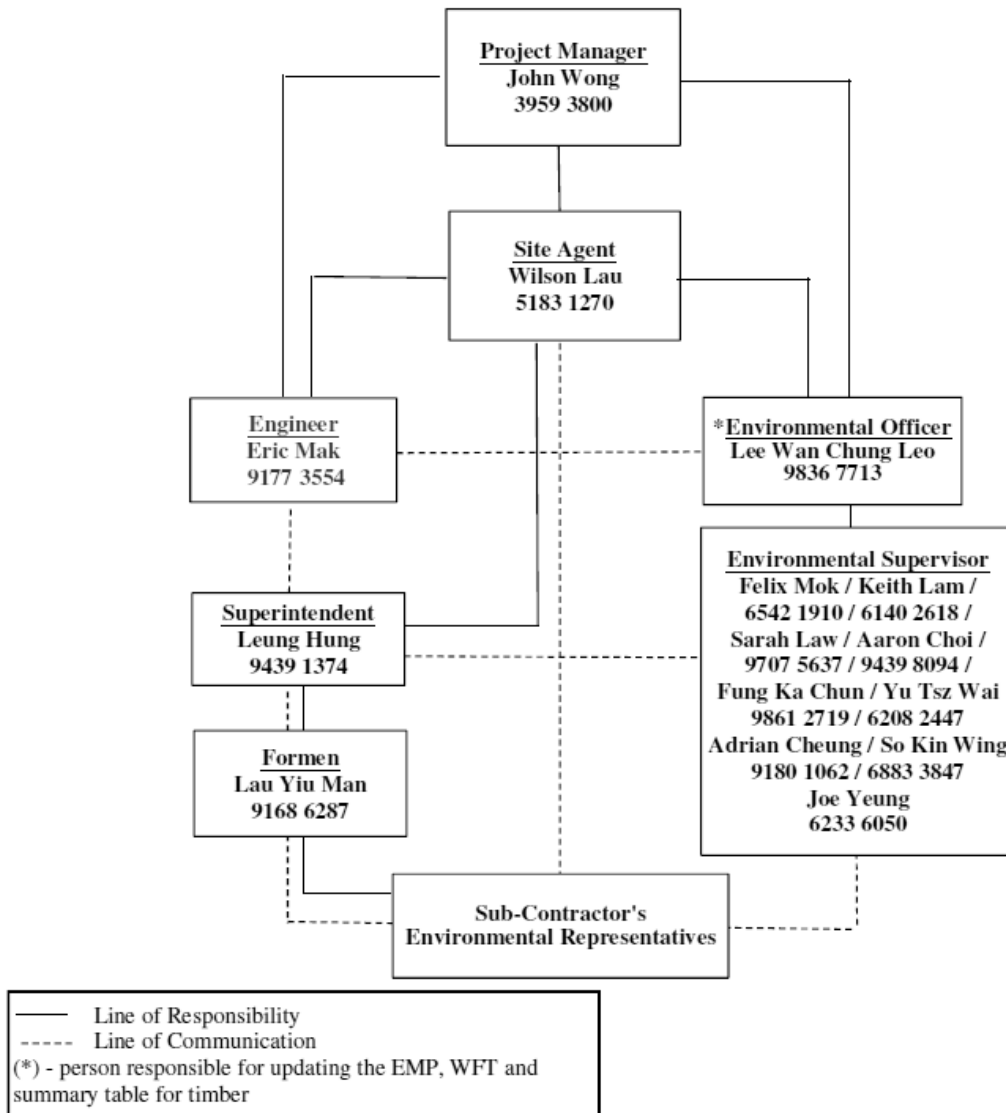 Project Manager
John Wong
3959 3800
Site Agent
Wilson Lau
5183 1270
Engineer
Eric Mak
9177 3554
*Environmental Officer
Lee Wan Chung Leo
9836 7713
Environmental Supervisor
Felix Mok / Keith Lam /
6542 1910 / 6140 2618 /
Sarah Law / Aaron Choi /
9707 5637 / 9439 8094 /
Fung Ka Chun / Yu Tsz Wai
9861 2719 / 6208 2447
Adrian Cheung / So Kin Wing
9180 1062 / 6883 3847
Joe Yeung
6233 6050
Superintendent
Leung Hung
9439 1374
Formen
Lau Yiu Man
9168 6287
Sub-Contractor's
Environmental Representatives
Line of Responsibility
Line of Communication
(*) - person responsible for updating the EMP, WFT and
summary table for timber